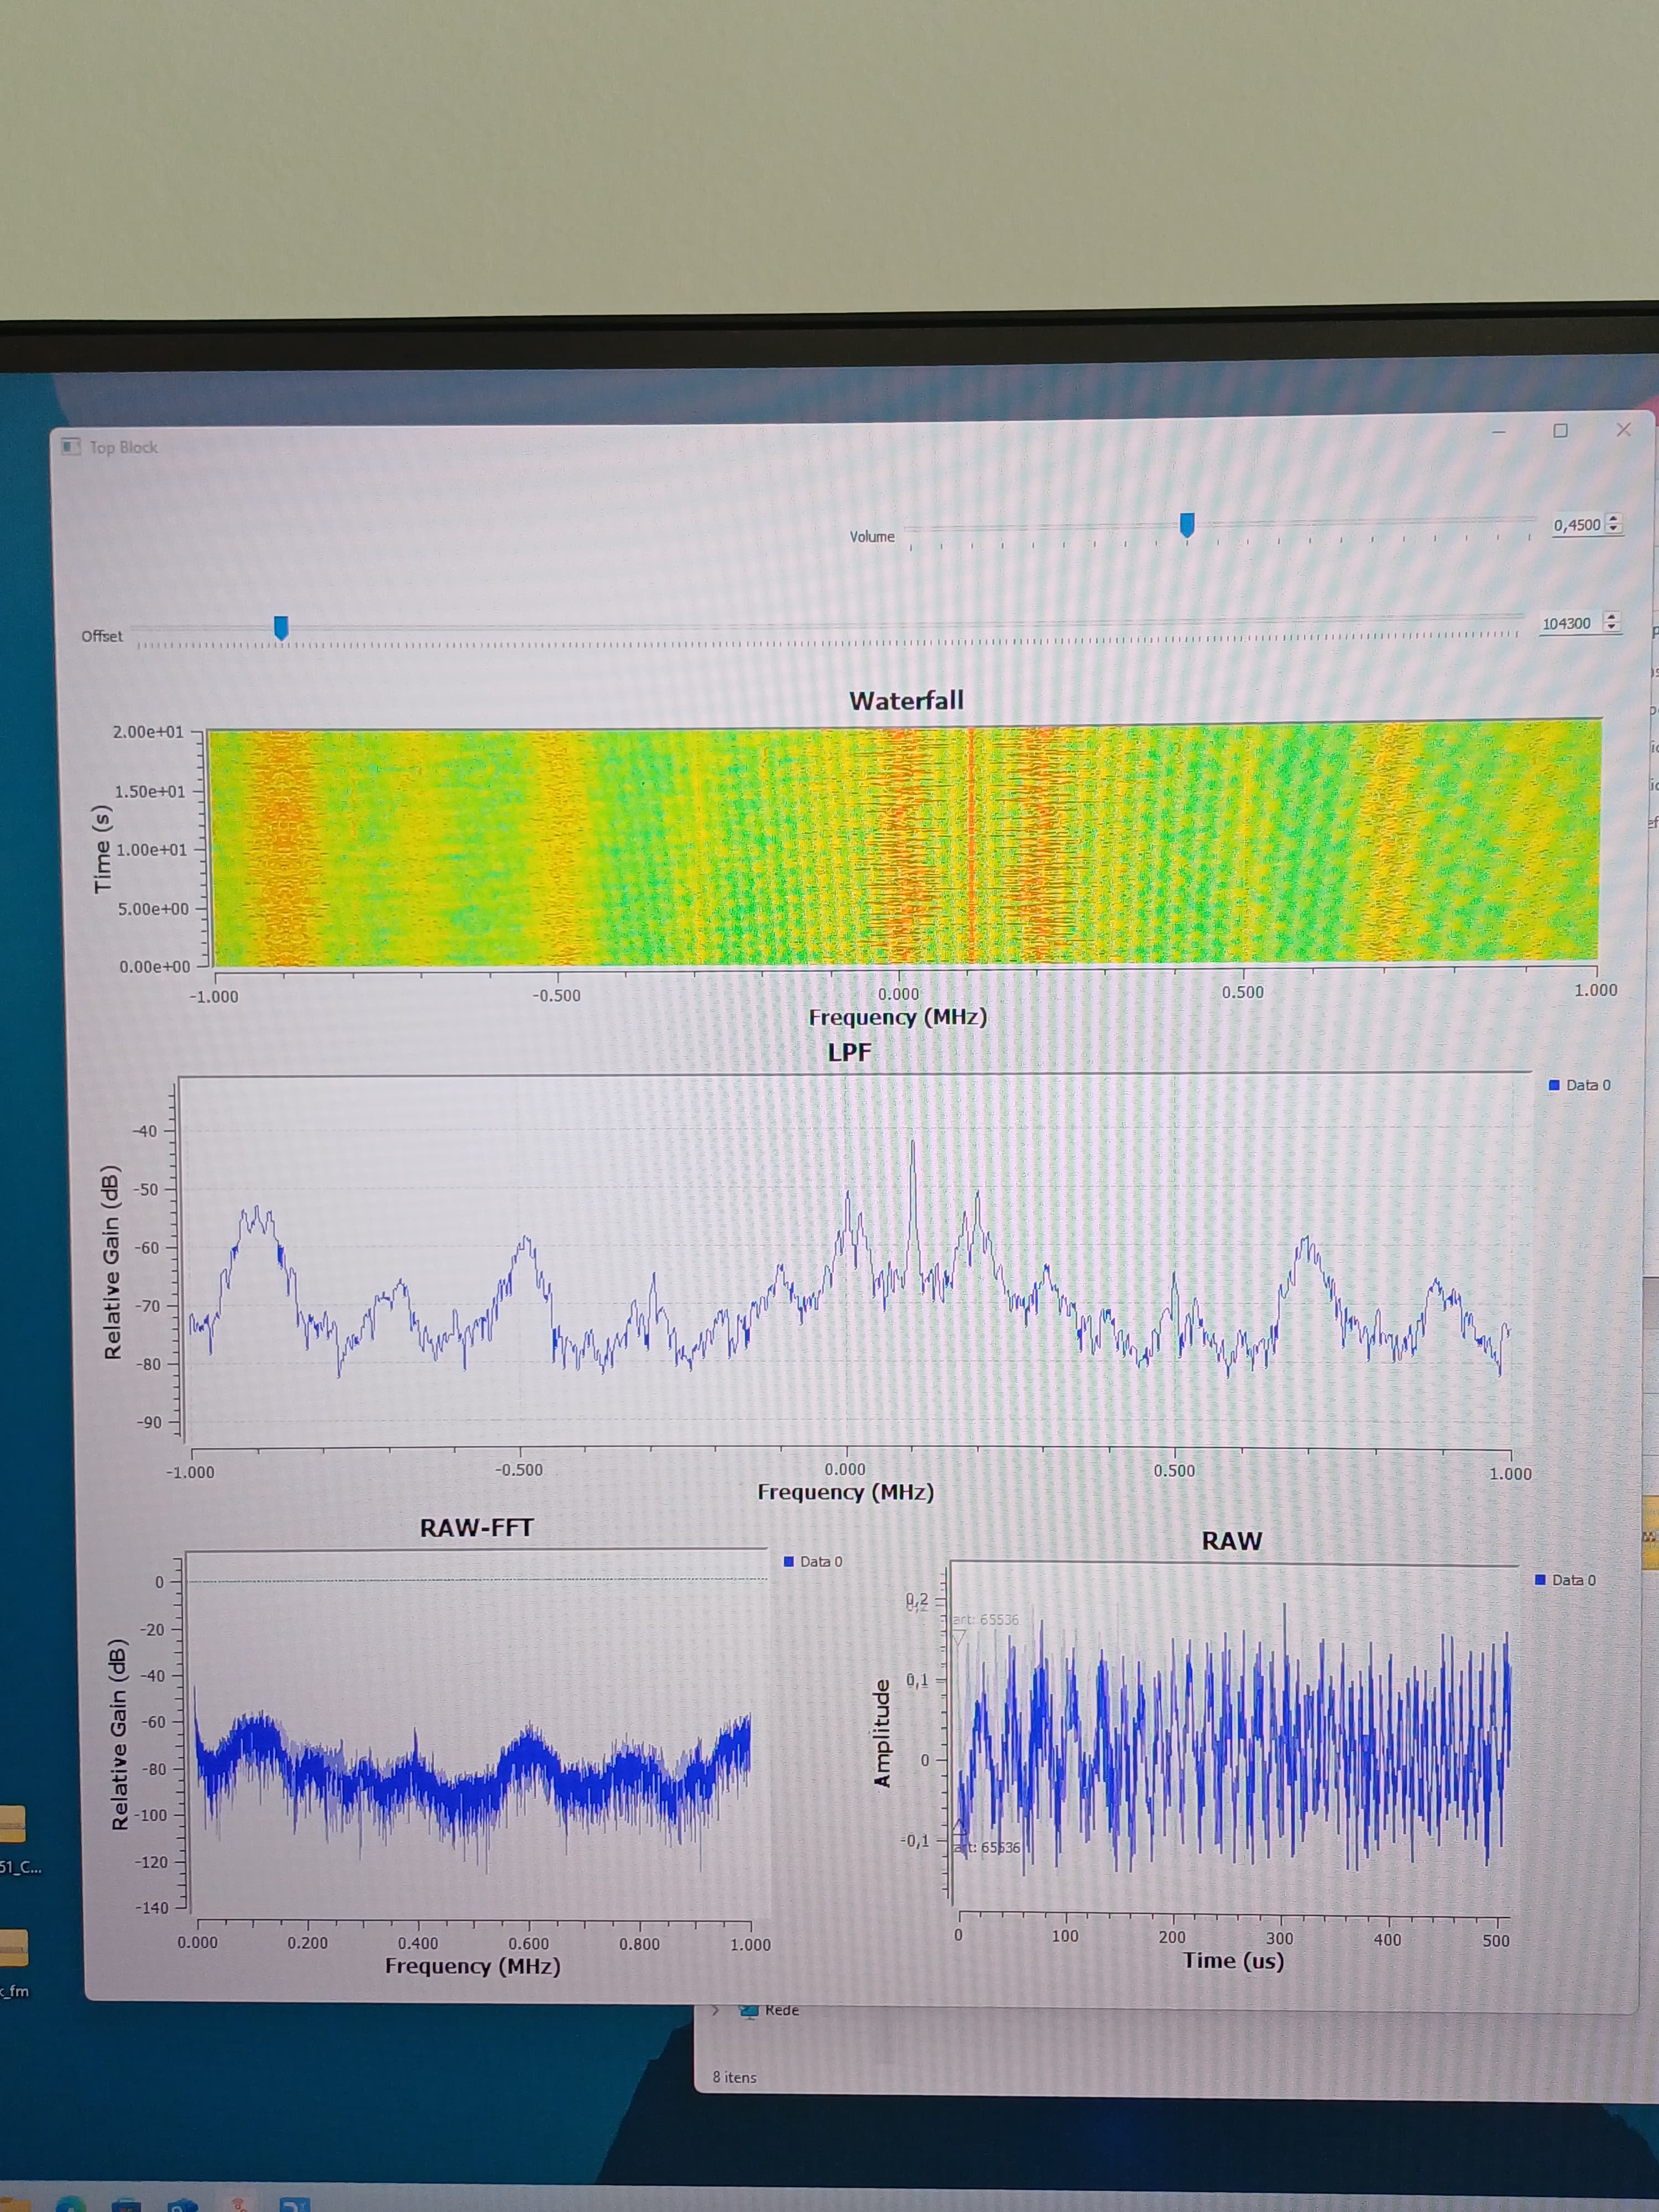 Top Block
Volume
0,4500
Offset
104300
Waterfall
2.00e+01
1.50e+01
1.00e+01
5.00e+00
0.00e+00
Time (s)
-1.000 -0.500 0.000 0.500 1.000
Frequency (MHz)
LPF
Data 0
-40
-50
-60
-70
-80
-90
Relative Gain (dB)
-1.000 -0.500 0.000 0.500 1.000
Frequency (MHz)
RAW-FFT
Data 0
0
-20
-40
-60
-80
-100
-120
-140
Relative Gain (dB)
0.000 0.200 0.400 0.600 0.800 1.000
Frequency (MHz)
RAW
Data 0
0,2
art: 65536
0,1
0
-0,1
art: 65536
Amplitude
0 100 200 300 400 500
Time (us)
51_C...
_fm
Rede
8 itens